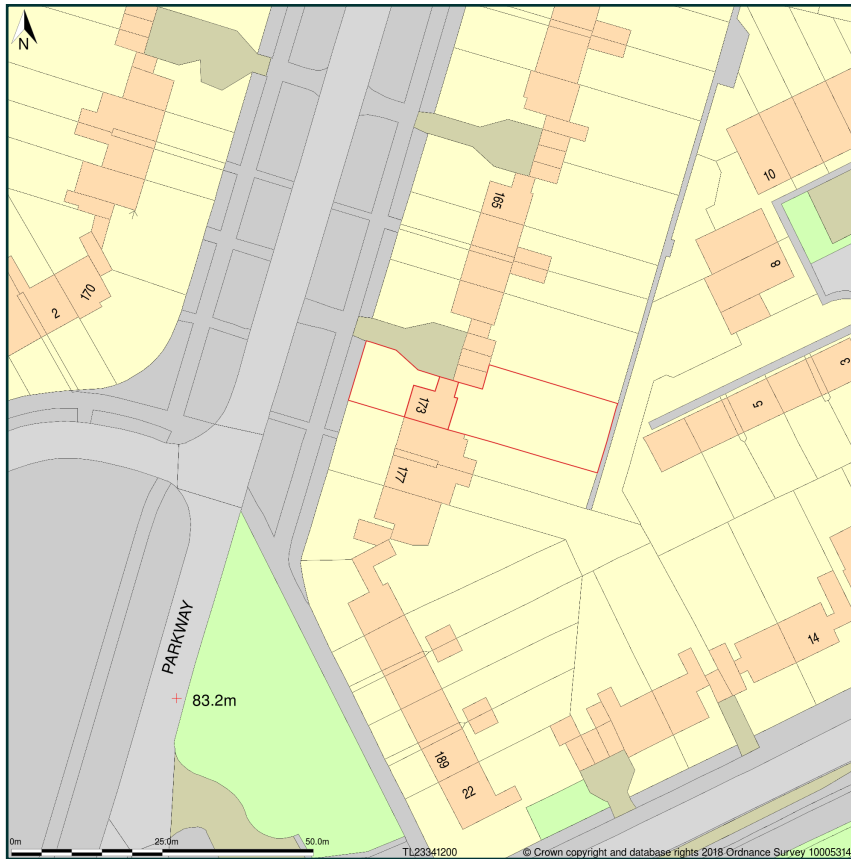 N
10
165
8
170
2
3
5
173
177
PARKWAY
83.2m
14
189
22
0m
25.0m
50.0m
TL23341200
© Crown copyright and database rights 2018 Ordnance Survey 10005314